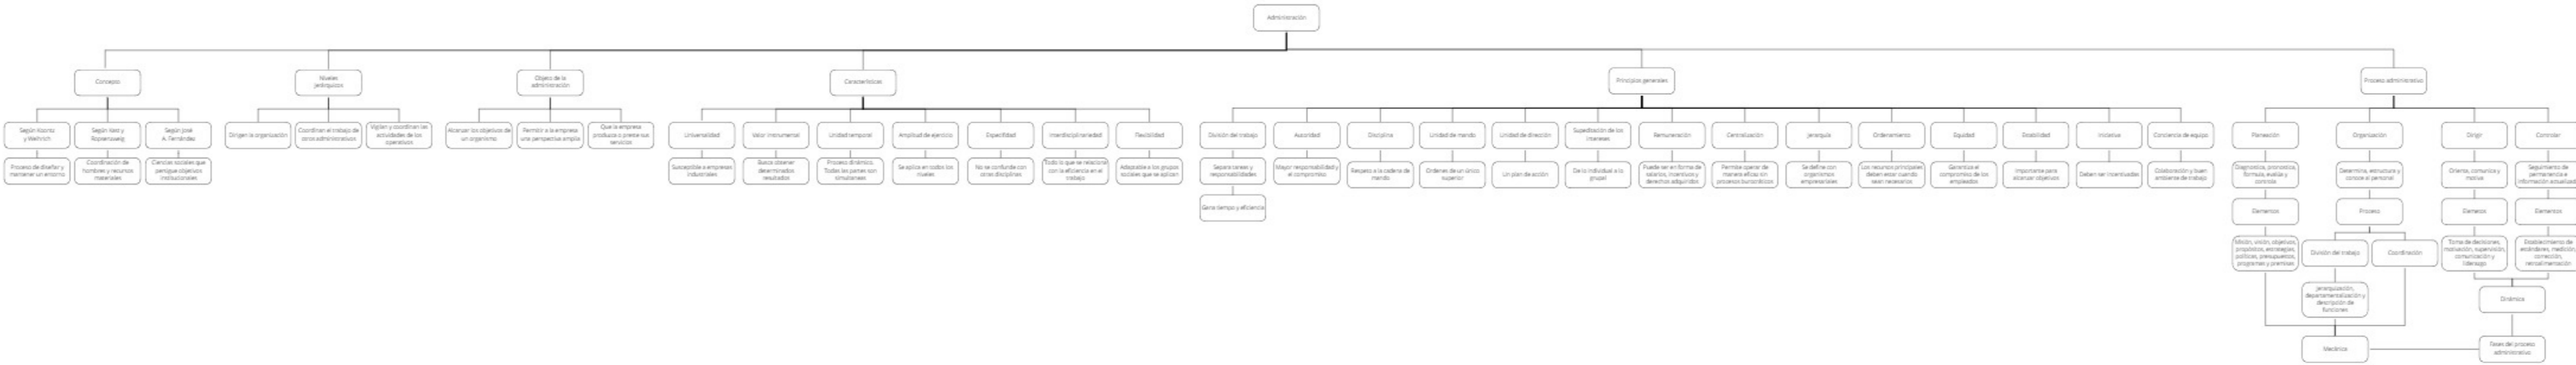 Administración
Concepto
Niveles
jerárquicos
Objeto de la
administración
Características
Principios generales
Proceso administrativo
Según Koontz
y Weihrich
Según Kast y
Rosenzweig
Según José
A. Fernández
Dirigen la organización
Coordinan el trabajo de
otros administrativos
Vigilan y coordinan las
actividades de los
operativos
Alcanzar los objetivos de
un organismo
Permitir a la empresa
una perspectiva amplia
Que la empresa
produzca o preste sus
servicios
Universalidad
Valor instrumental
Unidad temporal
Amplitud de ejercicio
Especifidad
Interdisciplinariedad
Flexibilidad
División del trabajo
Autoridad
Disciplina
Unidad de mando
Unidad de dirección
Supeditación de los
intereses
Remuneración
Centralización
Jerarquía
Ordenamiento
Equidad
Estabilidad
Iniciativa
Conciencia de equipo
Planeación
Organización
Dirigir
Controlar
Proceso de diseñar y
mantener un entorno
Coordinación de
hombres y recursos
materiales
Ciencias sociales que
persigue objetivos
institucionales
Susceptible a empresas
industriales
Busca obtener
determinados
resultados
Proceso dinámico.
Todas las partes son
simultáneas
Se aplica en todos los
niveles
No se confunde con
otras disciplinas
Todo lo que se relacione
con la eficiencia en el
trabajo
Adaptable a los grupos
sociales que se aplican
Separa tareas y
responsabilidades
Mayor responsabilidad y
el compromiso
Respeto a la cadena de
mando
Ordenes de un único
superior
Un plan de acción
De lo individual a lo
grupal
Puede ser en forma de
salarios, incentivos y
derechos adquiridos
Permite operar de
manera eficaz sin
procesos burocráticos
Se define con
organismos
empresariales
Los recursos principales
deben estar cuando
sean necesarios
Garantiza el
compromiso de los
empleados
Importante para
alcanzar objetivos
Deben ser incentivadas
Colaboración y buen
ambiente de trabajo
Diagnostica, pronostica,
formula, evalúa y
controla
Determina, estructura y
conoce al personal
Orienta, comunica y
motiva
Seguimiento de
permanencia e
información actualizada
Gana tiempo y eficiencia
Elementos
Proceso
Elemetos
Elementos
Misión, visión, objetivos,
propósitos, estrategias,
políticas, presupuestos,
programas y premisas
División del trabajo
Coordinación
Toma de decisiones,
motivación, supervisión,
comunicación y
liderazgo
Establecimiento de
estándares, medición,
corrección,
retroalimentación
Jerarquización,
departamentalización y
descripción de
funciones
Dinámica
Mecánica
Fases del proceso
administrativo